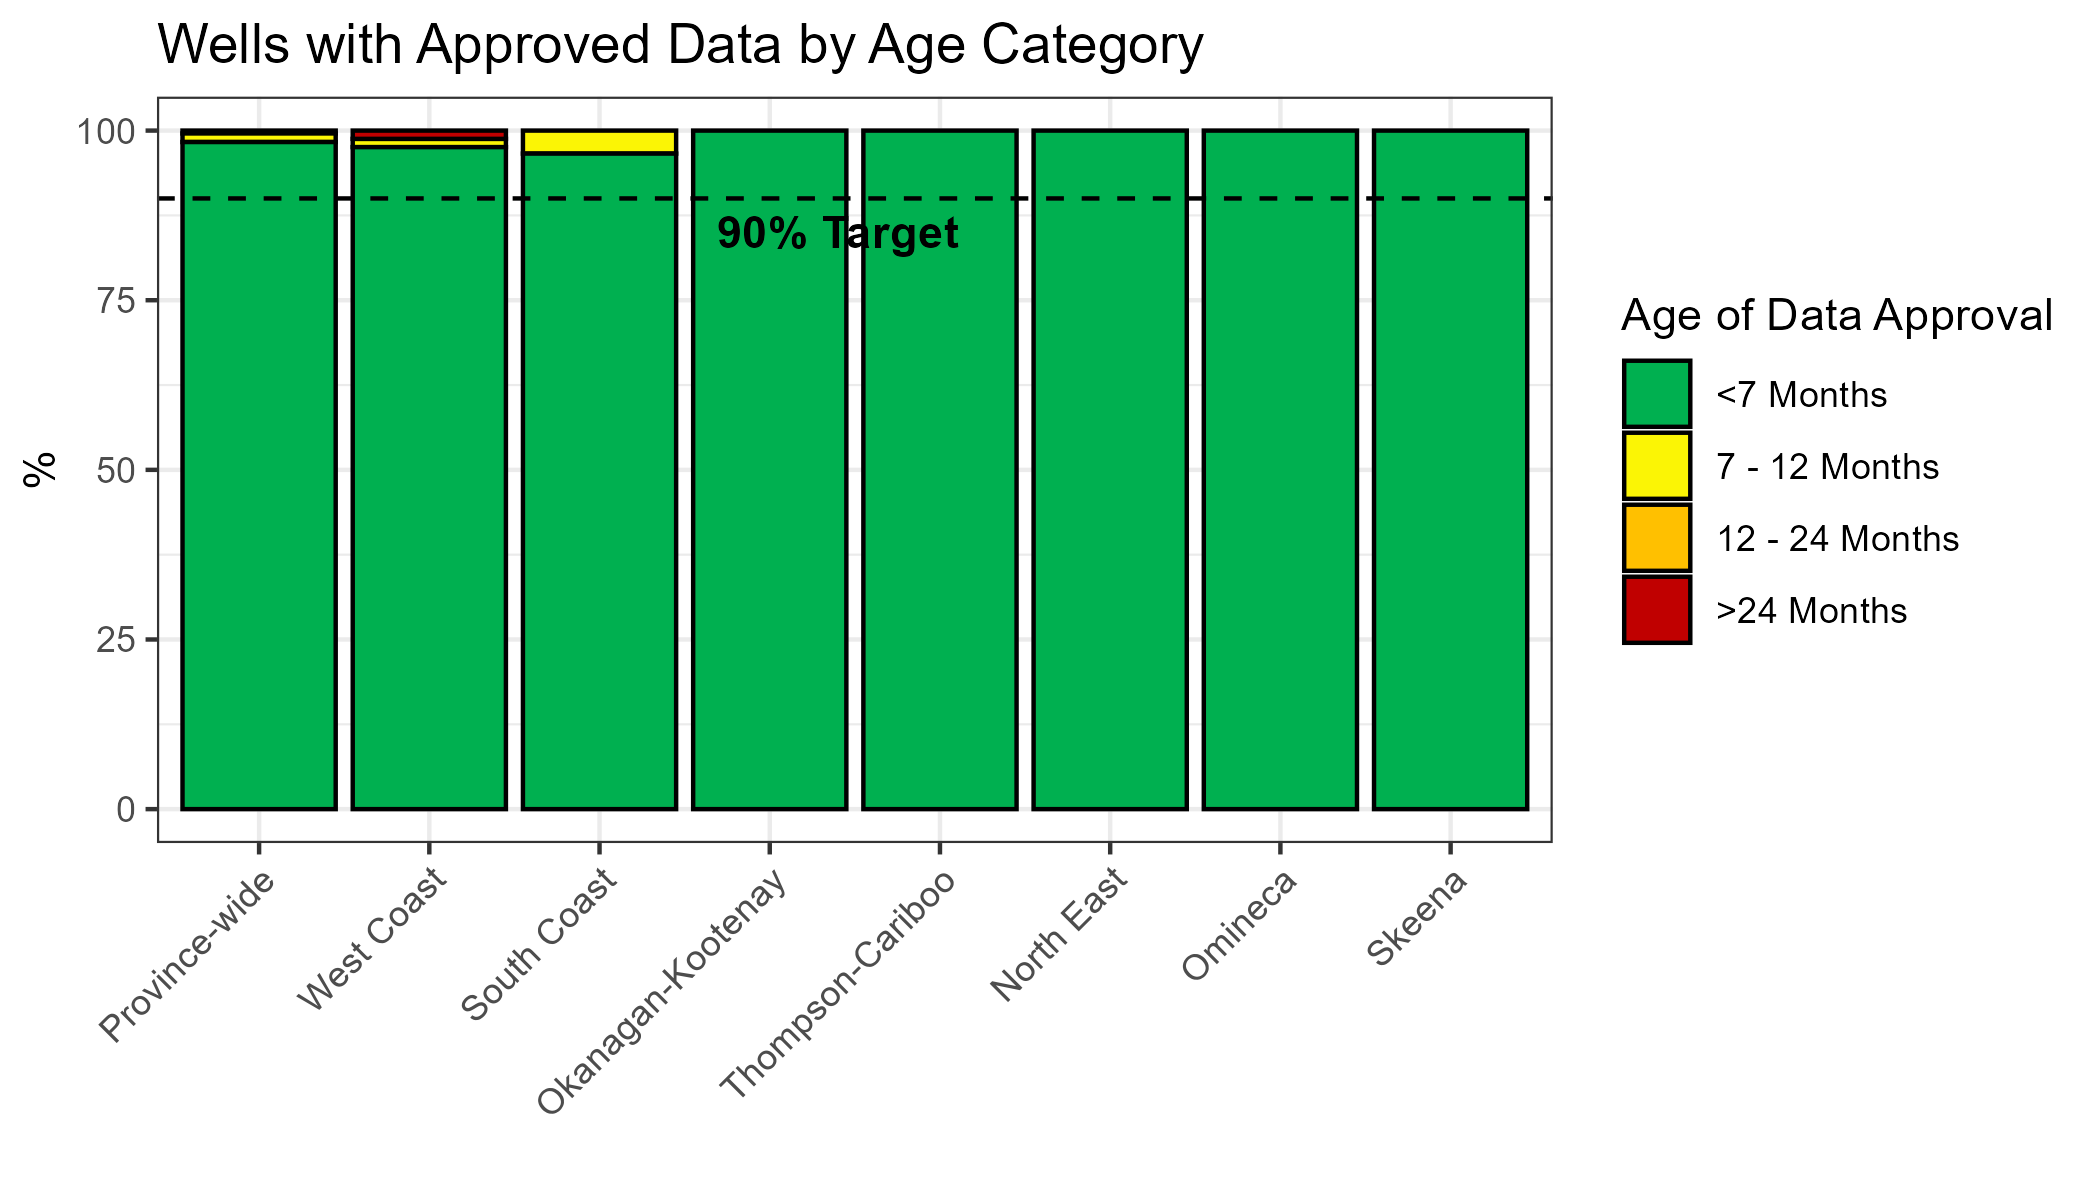 Wells with Approved Data by Age Category
100
75
50
25
0
%
90% Target
Province-wide
West Coast
South Coast
Okanagan-Kootenay
Thompson-Cariboo
North East
Omineca
Skeena
Age of Data Approval
<7 Months
7 - 12 Months
12 - 24 Months
>24 Months